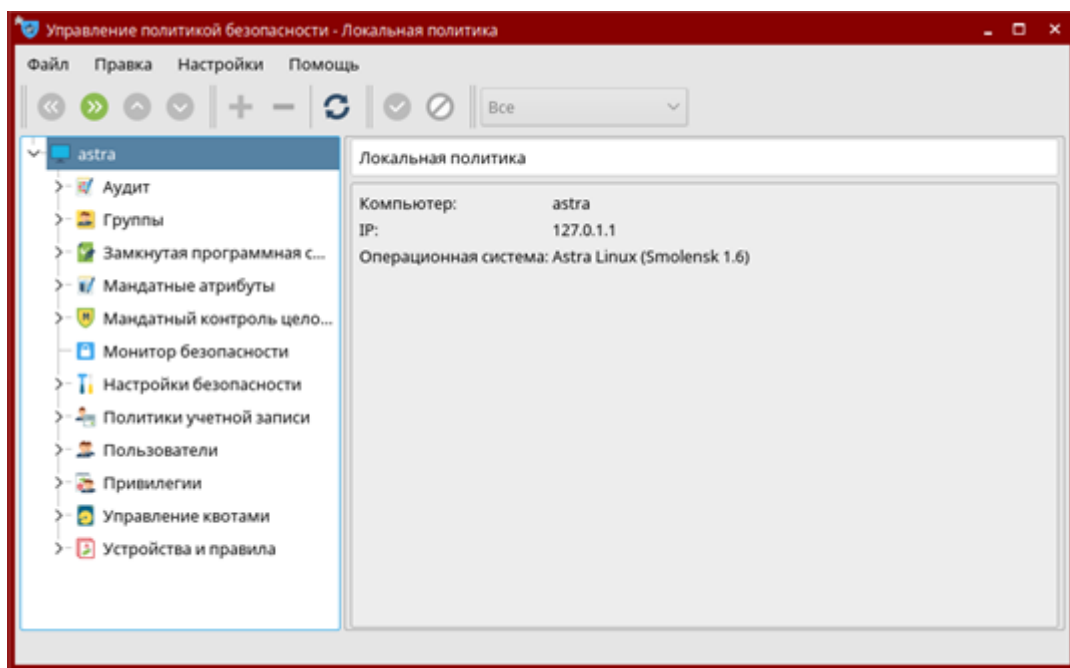 Управление политикой безопасности - Локальная политика
Файл Правка Настройки Помощь
Все
astra
Аудит
Группы
Замкнутая программная с...
Мандатные атрибуты
Мандатный контроль цело...
Монитор безопасности
Настройки безопасности
Политики учетной записи
Пользователи
Привилегии
Управление квотами
Устройства и правила
Локальная политика
Компьютер: astra
IP: 127.0.1.1
Операционная система: Astra Linux (Smolensk 1.6)